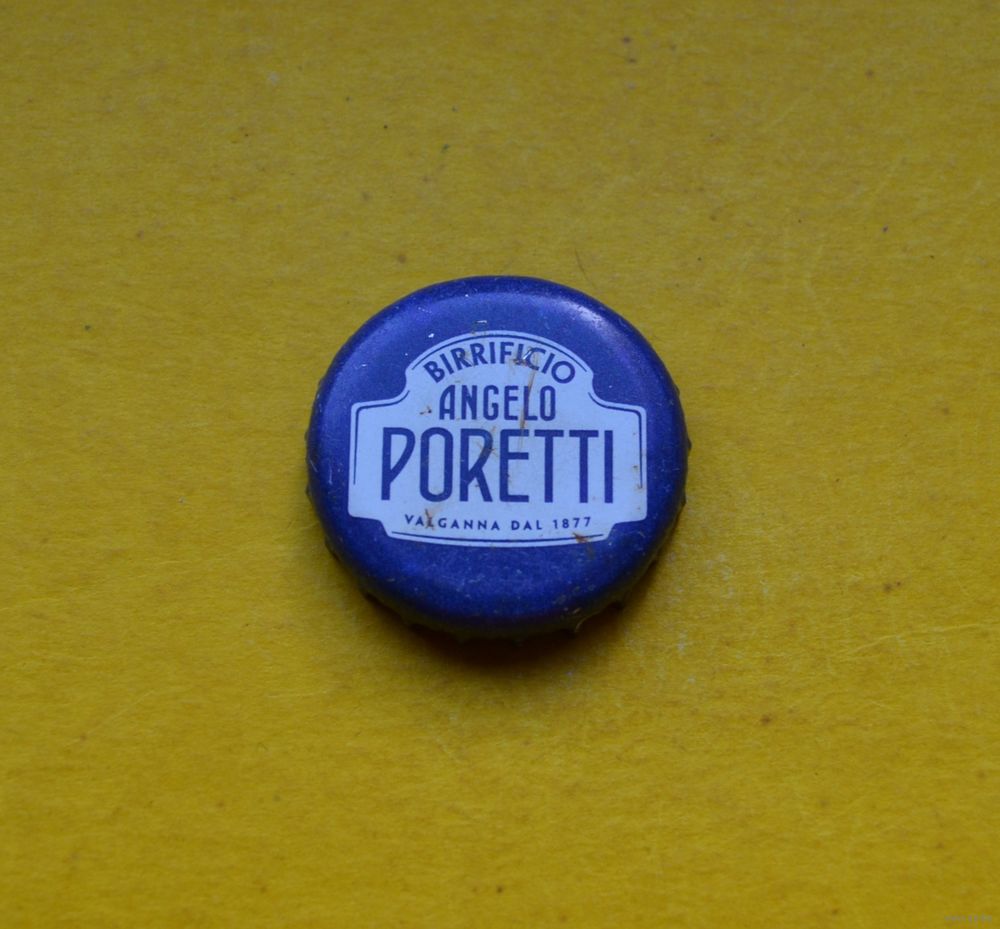 BIRRIFICIO
ANGELO
PORETTI
VALGANNA DAL 1877